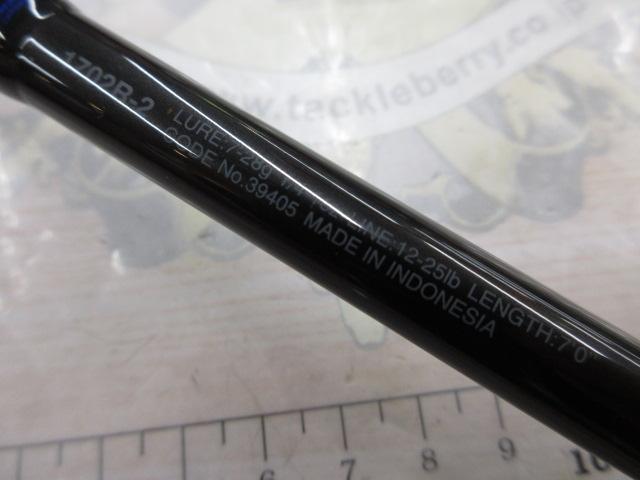 www.tackleberry.co
1702R-2 LURE:7-28g LINE:12-25lb LENGTH:7'0"
CODE No.39405 MADE IN INDONESIA
6 7 8 9 10